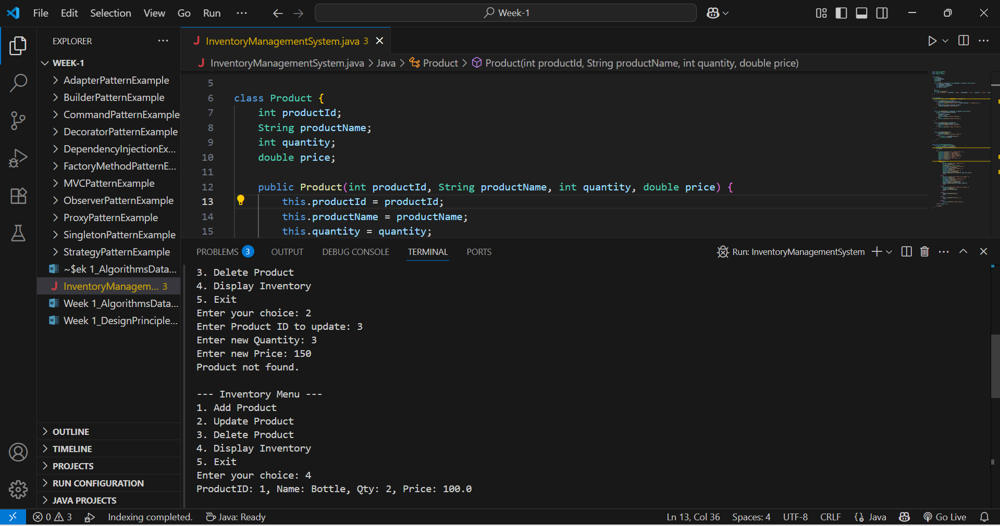 File Edit Selection View Go Run ···
Week-1
EXPLORER ···
WEEK-1
AdapterPatternExample
BuilderPatternExample
CommandPatternExample
DecoratorPatternExample
DependencyInjectionEx...
FactoryMethodPatternE...
MVCPatternExample
ObserverPatternExample
ProxyPatternExample
SingletonPatternExample
StrategyPatternExample
~$ek 1_AlgorithmsData...
InventoryManagem... 3
Week 1_AlgorithmsData...
Week 1_DesignPrinciple...
OUTLINE
TIMELINE
PROJECTS
RUN CONFIGURATION
JAVA PROJECTS
InventoryManagementSystem.java 3
InventoryManagementSystem.java > Java > Product > Product(int productId, String productName, int quantity, double price)
5
6 class Product {
7 int productId;
8 String productName;
9 int quantity;
10 double price;
11
12 public Product(int productId, String productName, int quantity, double price) {
13 this.productId = productId;
14 this.productName = productName;
15 this.quantity = quantity;
PROBLEMS 3 OUTPUT DEBUG CONSOLE TERMINAL PORTS
Run: InventoryManagementSystem
3. Delete Product
4. Display Inventory
5. Exit
Enter your choice: 2
Enter Product ID to update: 3
Enter new Quantity: 3
Enter new Price: 150
Product not found.
--- Inventory Menu ---
1. Add Product
2. Update Product
3. Delete Product
4. Display Inventory
5. Exit
Enter your choice: 4
ProductID: 1, Name: Bottle, Qty: 2, Price: 100.0
0 3 Indexing completed. Java: Ready Ln 13, Col 36 Spaces: 4 UTF-8 CRLF Java Go Live